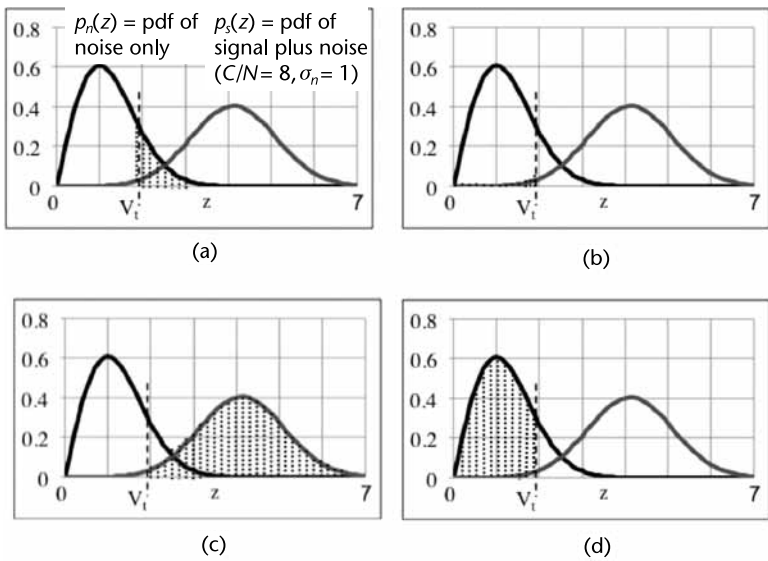 pₙ(z) = pdf of noise only
pₛ(z) = pdf of signal plus noise
(C/N = 8, σₙ = 1)
0.8
0.6
0.4
0.2
0
0
Vₜ
z
7
(a)
0.8
0.6
0.4
0.2
0
0
Vₜ
z
7
(b)
0.8
0.6
0.4
0.2
0
0
Vₜ
z
7
(c)
0.8
0.6
0.4
0.2
0
0
Vₜ
z
7
(d)